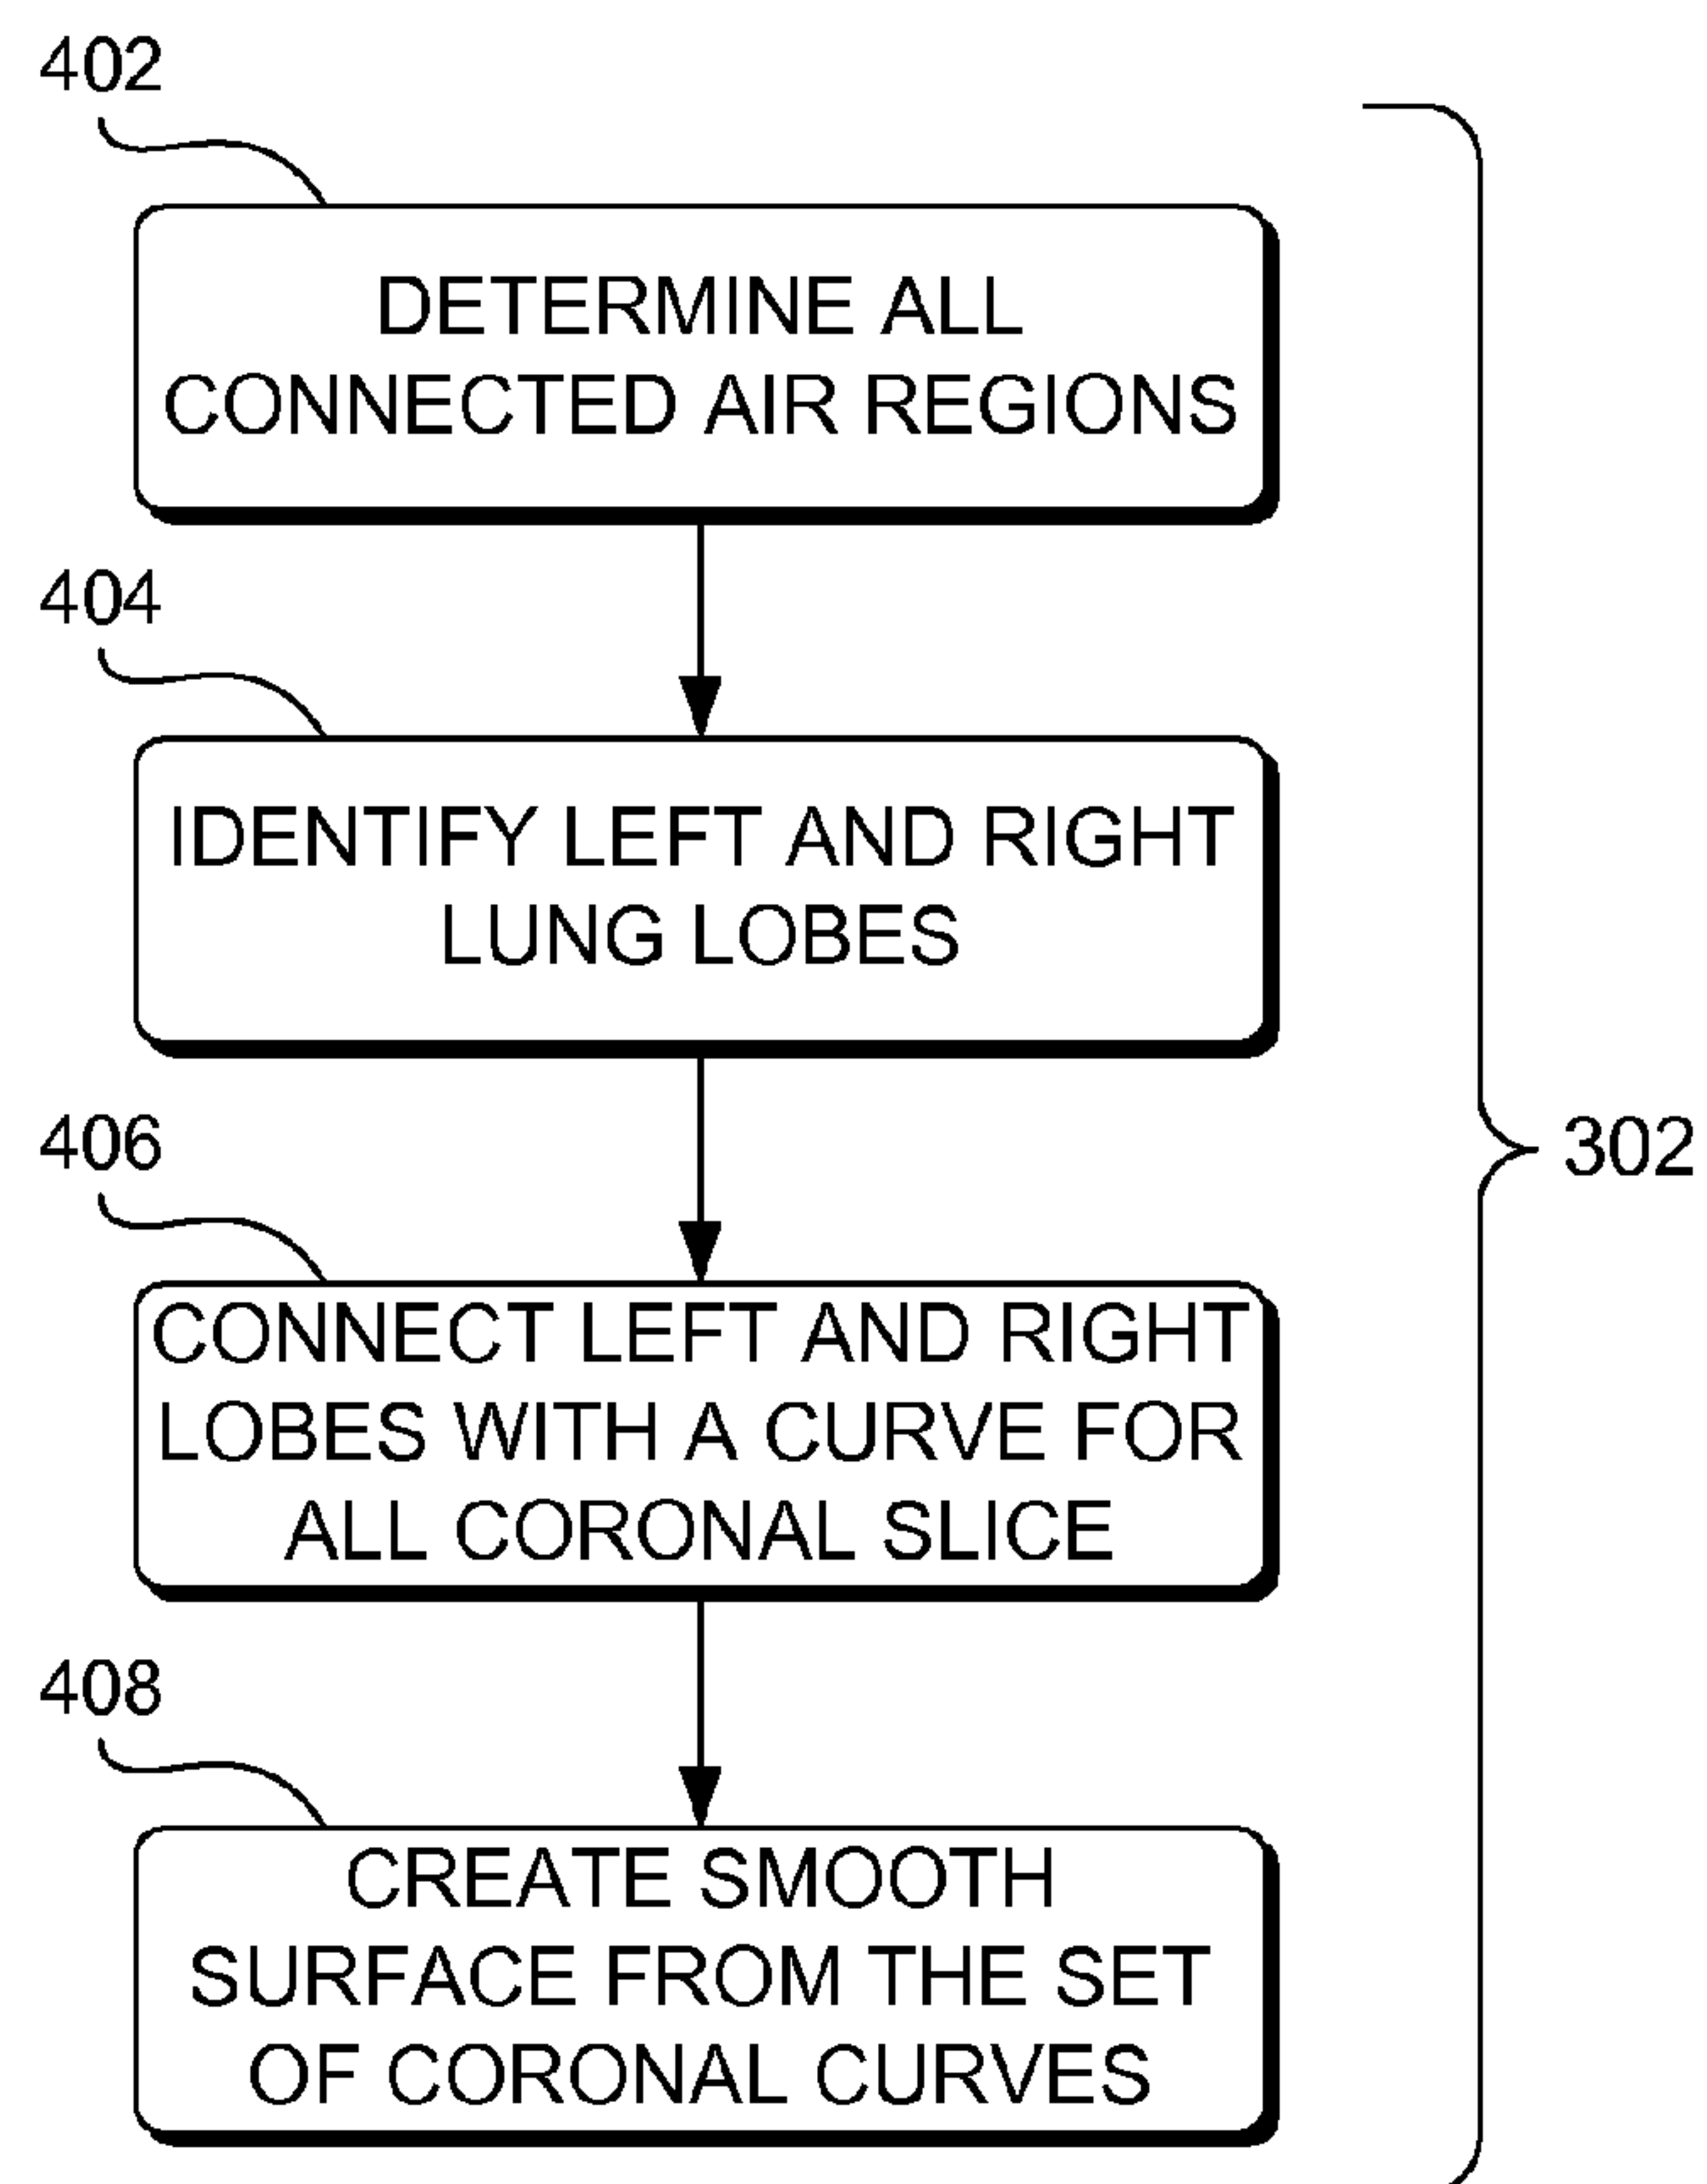 402
DETERMINE ALL
CONNECTED AIR REGIONS
404
IDENTIFY LEFT AND RIGHT
LUNG LOBES
406
302
CONNECT LEFT AND RIGHT
LOBES WITH A CURVE FOR
ALL CORONAL SLICE
408
CREATE SMOOTH
SURFACE FROM THE SET
OF CORONAL CURVES